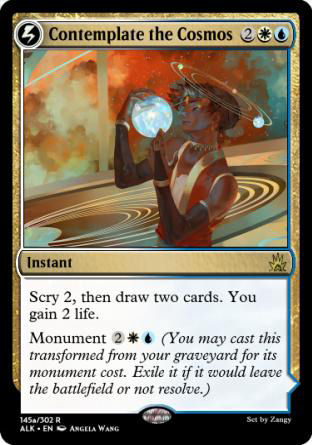 Contemplate the Cosmos 2
Instant
Scry 2, then draw two cards. You
gain 2 life.
Monument 2 (You may cast this
transformed from your graveyard for its
monument cost. Exile it if it would leave
the battlefield or not resolve.)
145a/302 R
Set by Zangy
ALK • EN Angela Wang